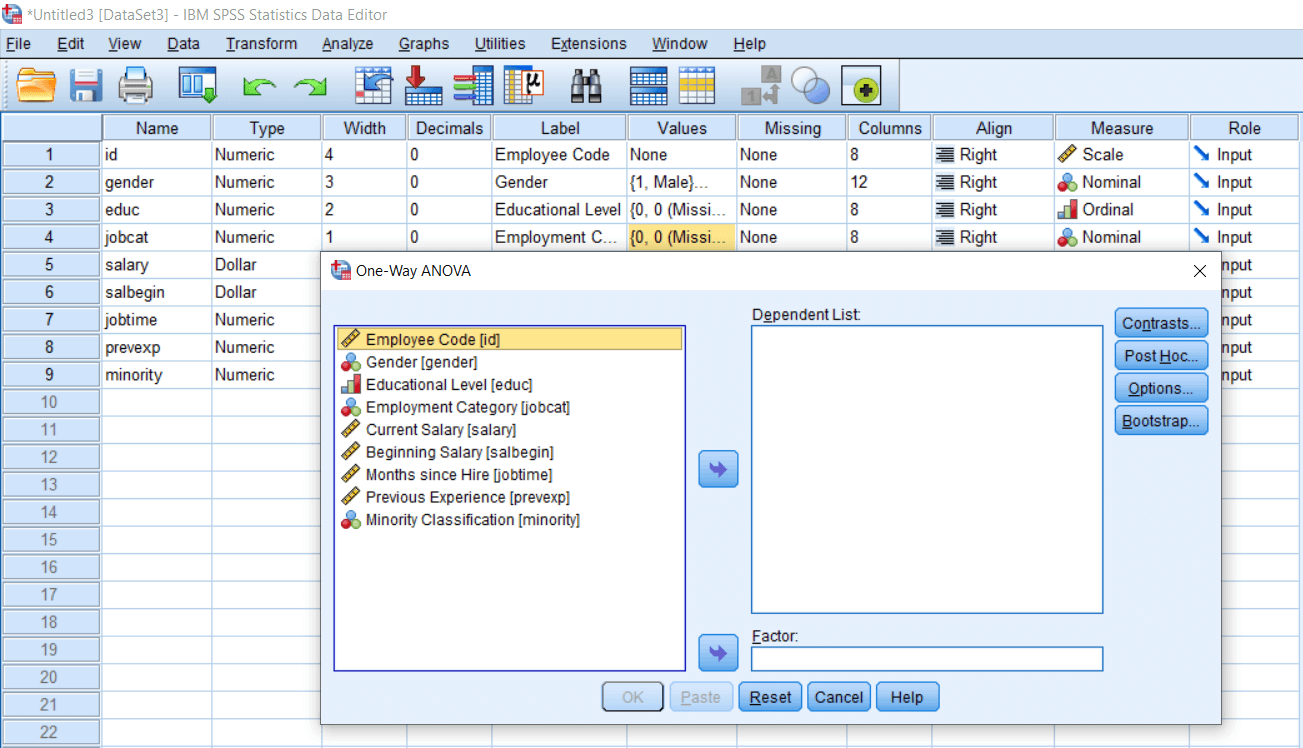 *Untitled3 [DataSet3] - IBM SPSS Statistics Data Editor
File Edit View Data Transform Analyze Graphs Utilities Extensions Window Help
A
1
μ
Name Type Width Decimals Label Values Missing Columns Align Measure Role
1 id Numeric 4 0 Employee Code None None 8 Right Scale Input
2 gender Numeric 3 0 Gender {1, Male}... None 12 Right Nominal Input
3 educ Numeric 2 0 Educational Level {0, 0 (Missi... None 8 Right Ordinal Input
4 jobcat Numeric 1 0 Employment C... {0, 0 (Missi... None 8 Right Nominal Input
5 salary Dollar nput
6 salbegin Dollar nput
7 jobtime Numeric nput
8 prevexp Numeric nput
9 minority Numeric nput
10
11
12
13
14
15
16
17
18
19
20
21
22
One-Way ANOVA
Employee Code [id]
Gender [gender]
Educational Level [educ]
Employment Category [jobcat]
Current Salary [salary]
Beginning Salary [salbegin]
Months since Hire [jobtime]
Previous Experience [prevexp]
Minority Classification [minority]
Dependent List:
Factor:
Contrasts...
Post Hoc...
Options...
Bootstrap...
OK Paste Reset Cancel Help